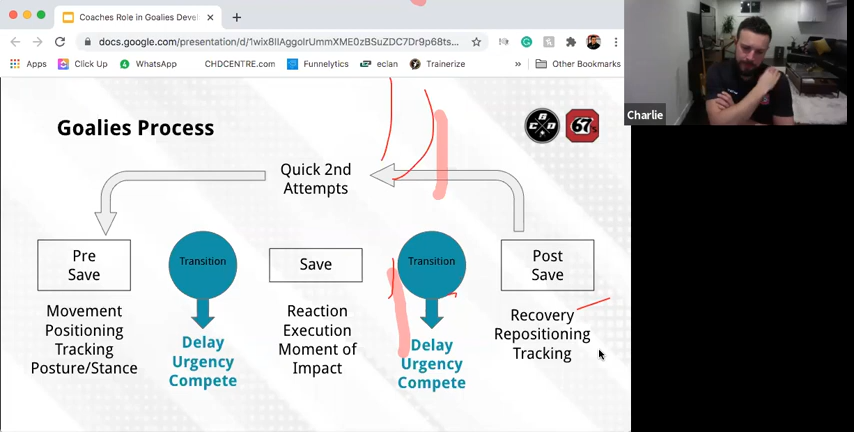 Coaches Role in Goalies Devel
docs.google.com/presentation/d/1wix8IIAggolrUmmXME0zBSuZDC7Dr9p68ts...
Apps
Click Up
WhatsApp
CHDCENTRE.com
Funnelytics
eclan
Trainerize
»
Other Bookmarks
Charlie
Goalies Process
GCD
67's
Quick 2nd
Attempts
Pre
Save
Transition
Save
Transition
Post
Save
Movement
Positioning
Tracking
Posture/Stance
Delay
Urgency
Compete
Reaction
Execution
Moment of
Impact
Delay
Urgency
Compete
Recovery
Repositioning
Tracking